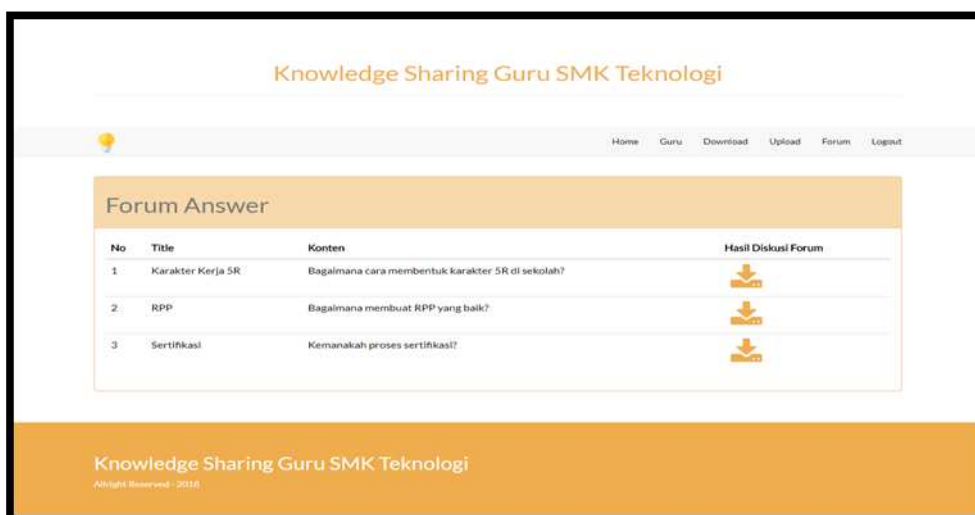 Knowledge Sharing Guru SMK Teknologi
Home Guru Download Upload Forum Logout
Forum Answer
No Title Konten Hasil Diskusi Forum
1 Karakter Kerja 5R Bagaimana cara membentuk karakter 5R di sekolah?
2 RPP Bagaimana membuat RPP yang baik?
3 Sertifikasi Kemanakah proses sertifikasi?
Knowledge Sharing Guru SMK Teknologi
Allright Reserved - 2018